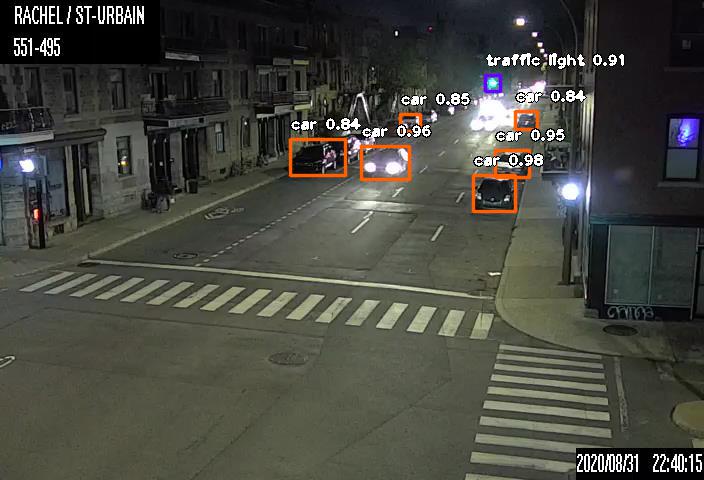 RACHEL / ST-URBAIN
551-495
traffic light 0.91
car 0.85
car 0.84
car 0.84
car 0.96
car 0.95
car 0.98
2020/08/31 22:40:15